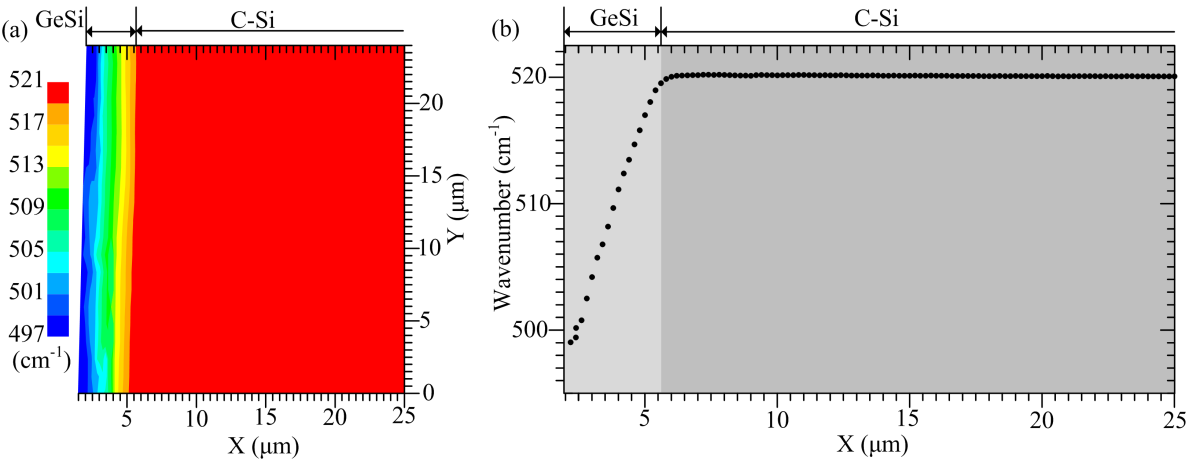 (a)
GeSi
C-Si
521
517
513
509
505
501
497
(cm⁻¹)
20
15
10
5
0
Y (μm)
5 10 15 20 25
X (μm)
(b)
GeSi
C-Si
520
510
500
Wavenumber (cm⁻¹)
5 10 15 20 25
X (μm)